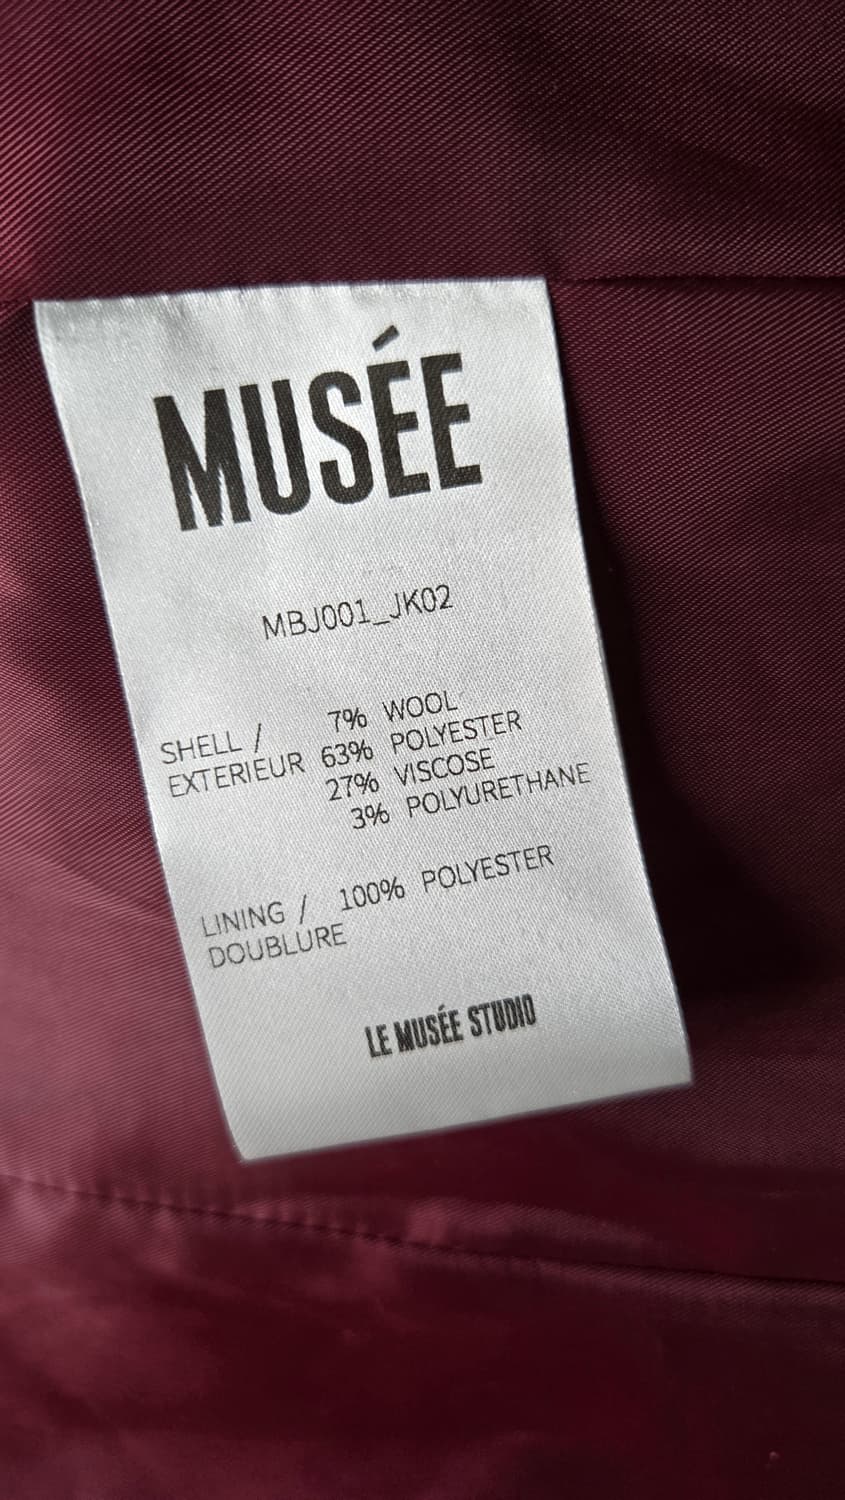 MUSÉE
MBJ001_JK02
SHELL / 7% WOOL
EXTERIEUR 63% POLYESTER
27% VISCOSE
3% POLYURETHANE
LINING / 100% POLYESTER
DOUBLURE
LE MUSÉE STUDIO